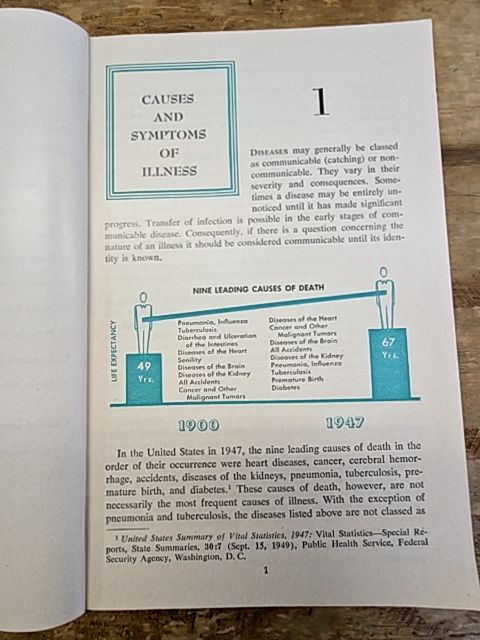 CAUSES
AND
SYMPTOMS
OF
ILLNESS
1
DISEASES may generally be classed
as communicable (catching) or non-
communicable. They vary in their
severity and consequences. Some-
times a disease may be entirely un-
noticed until it has made significant
progress. Transfer of infection is possible in the early stages of com-
municable disease. Consequently, if there is a question concerning the
nature of an illness it should be considered communicable until its iden-
tity is known.
NINE LEADING CAUSES OF DEATH
LIFE EXPECTANCY
49
Yrs.
Pneumonia, Influenza
Tuberculosis
Diarrhea and Ulceration
of the Intestines
Diseases of the Heart
Senility
Diseases of the Brain
Diseases of the Kidney
All Accidents
Cancer and Other
Malignant Tumors
Diseases of the Heart
Cancer and Other
Malignant Tumors
Diseases of the Brain
All Accidents
Diseases of the Kidney
Pneumonia, Influenza
Tuberculosis
Premature Birth
Diabetes
67
Yrs.
1900
1947
In the United States in 1947, the nine leading causes of death in the
order of their occurrence were heart diseases, cancer, cerebral hemor-
rhage, accidents, diseases of the kidneys, pneumonia, tuberculosis, pre-
mature birth, and diabetes.¹ These causes of death, however, are not
necessarily the most frequent causes of illness. With the exception of
pneumonia and tuberculosis, the diseases listed above are not classed as
¹ United States Summary of Vital Statistics, 1947: Vital Statistics—Special Re-
ports, State Summaries, 30:7 (Sept. 15, 1949), Public Health Service, Federal
Security Agency, Washington, D. C.
1